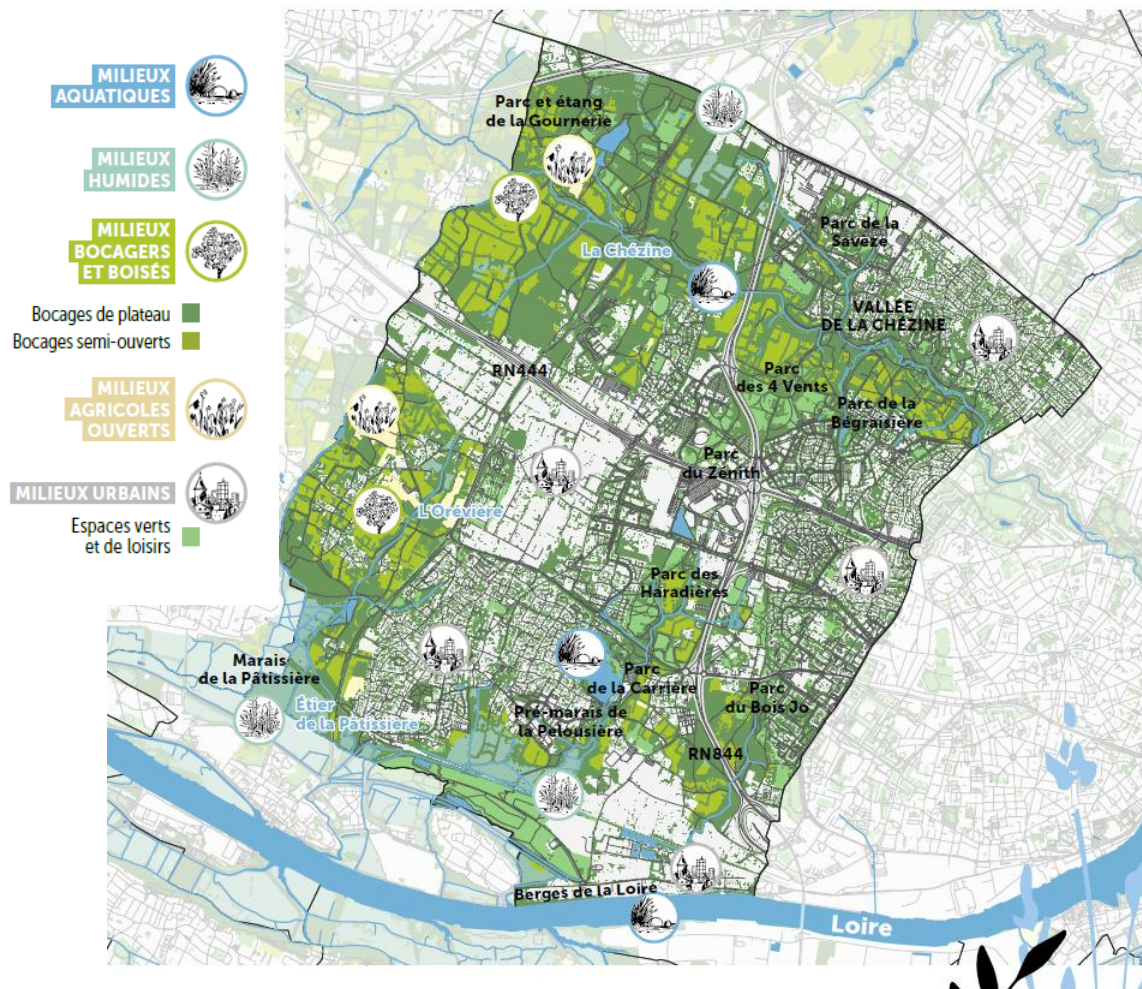 MILIEUX
AQUATIQUES
MILIEUX
HUMIDES
MILIEUX
BOCAGERS
ET BOISÉS
Bocages de plateau
Bocages semi-ouverts
MILIEUX
AGRICOLES
OUVERTS
MILIEUX URBAINS
Espaces verts
et de loisirs
Parc et étang
de la Gournerie
La Chézine
Parc de la
Savèze
VALLÉE
DE LA CHÉZINE
RN444
Parc
des 4 Vents
Parc de la
Bégraisière
Parc
du Zénith
L'Orévière
Parc des
Haradières
Marais
de la Pâtissière
Étier
de la Pâtissière
Parc
de la Carrière
Parc
du Bois Jo
Pré-marais de
la Pelousière
RN844
Berges de la Loire
Loire